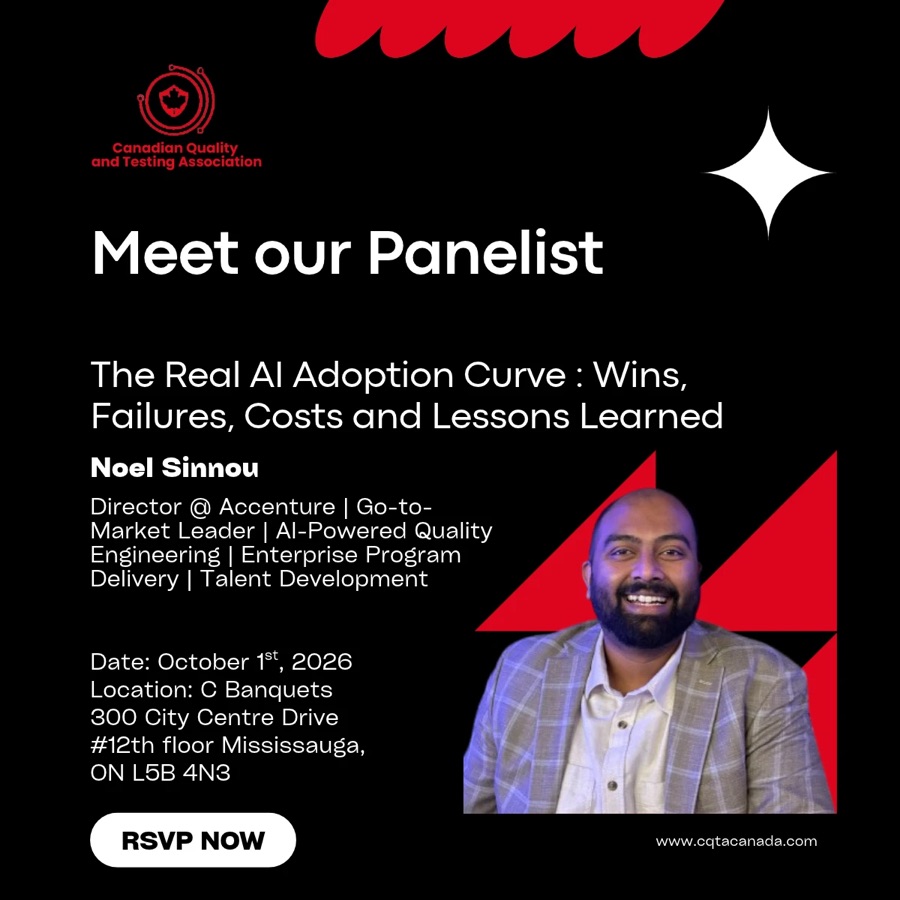 Canadian Quality
and Testing Association
Meet our Panelist
The Real AI Adoption Curve : Wins,
Failures, Costs and Lessons Learned
Noel Sinnou
Director @ Accenture | Go-to-
Market Leader | AI-Powered Quality
Engineering | Enterprise Program
Delivery | Talent Development
Date: October 1st, 2026
Location: C Banquets
300 City Centre Drive
#12th floor Mississauga,
ON L5B 4N3
RSVP NOW
www.cqtacanada.com